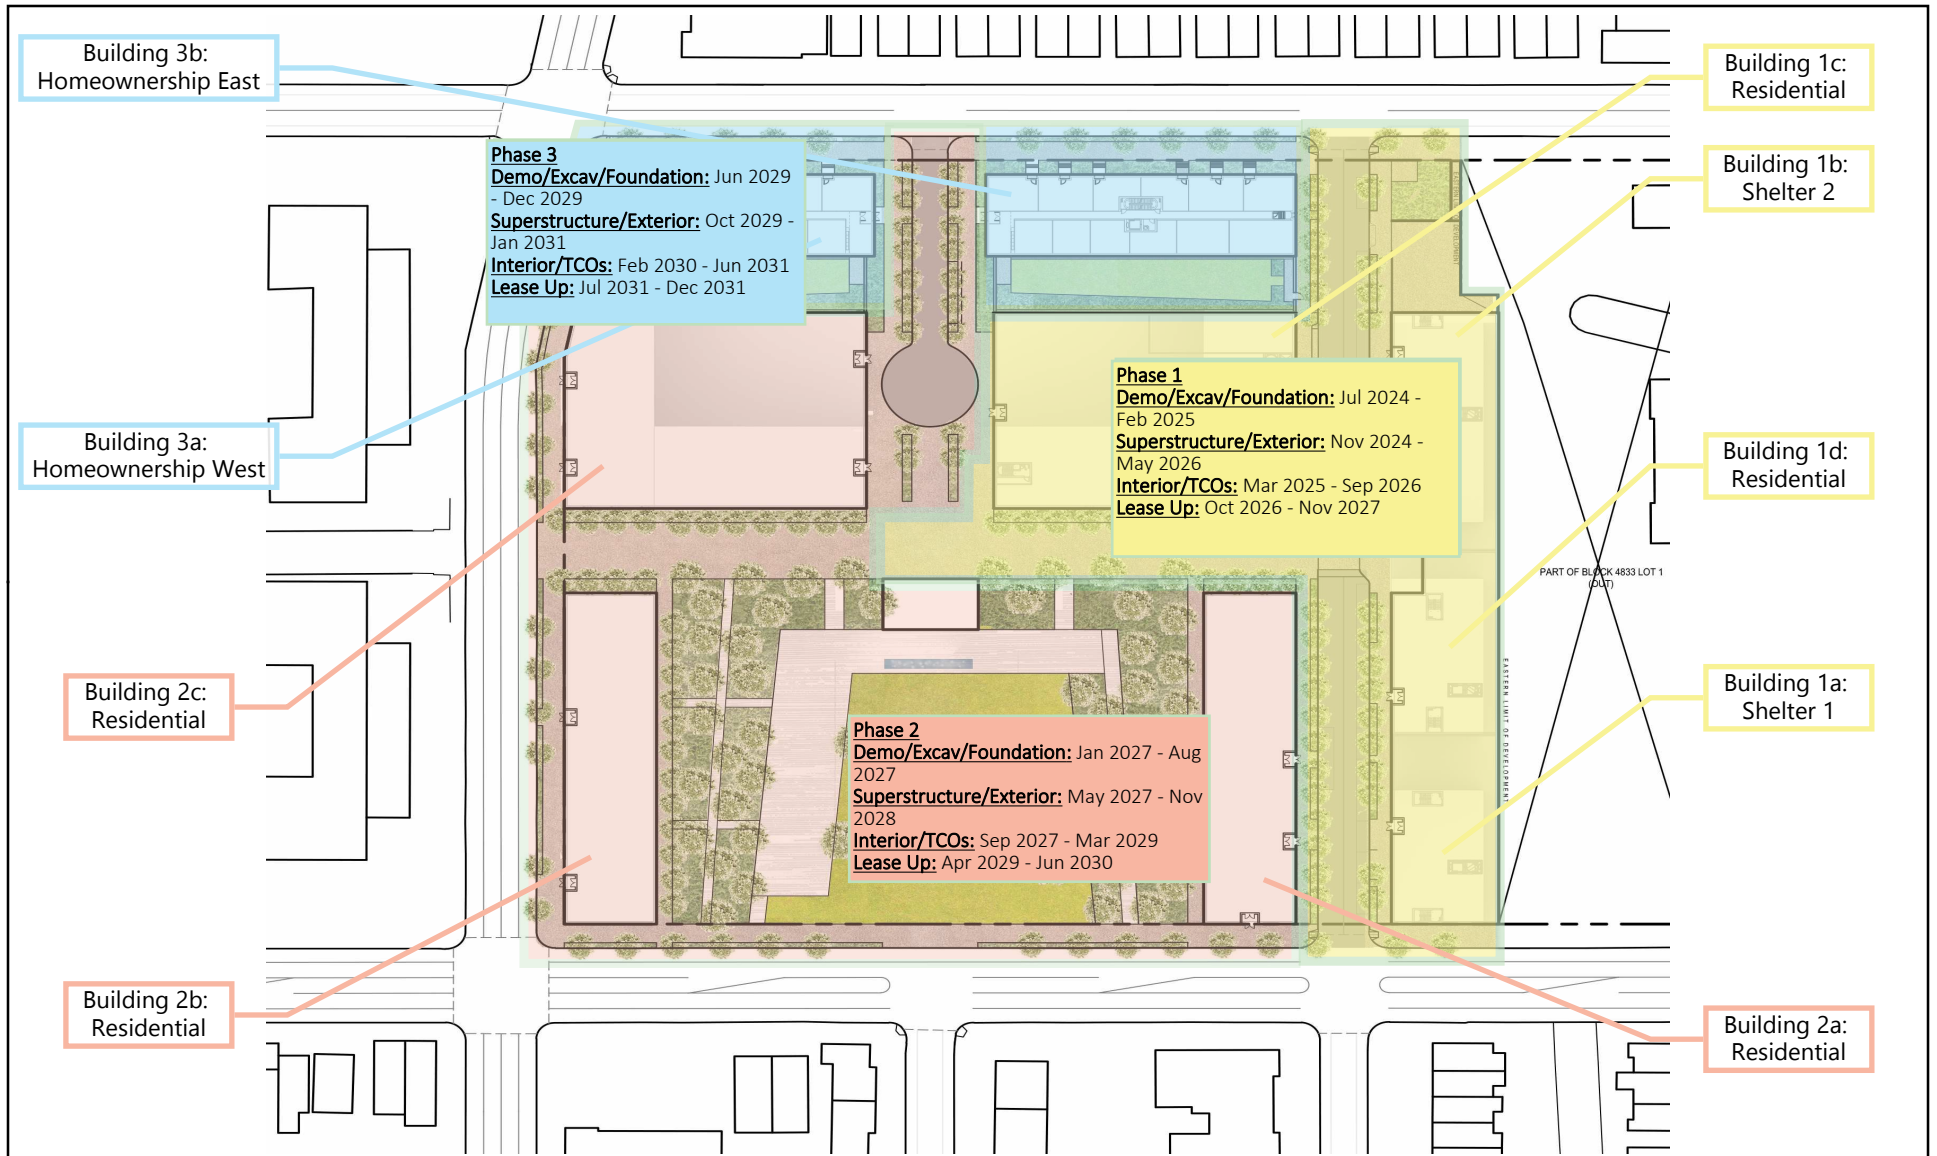 Building 3b:
Homeownership East
Building 1c:
Residential
Building 1b:
Shelter 2
Phase 3
Demo/Excav/Foundation: Jun 2029
- Dec 2029
Superstructure/Exterior: Oct 2029 -
Jan 2031
Interior/TCOs: Feb 2030 - Jun 2031
Lease Up: Jul 2031 - Dec 2031
Phase 1
Demo/Excav/Foundation: Jul 2024 -
Feb 2025
Superstructure/Exterior: Nov 2024 -
May 2026
Interior/TCOs: Mar 2025 - Sep 2026
Lease Up: Oct 2026 - Nov 2027
Building 3a:
Homeownership West
Building 1d:
Residential
PART OF BLOCK 4833 LOT 1
(OUT)
EASTERN LIMIT OF DEVELOPMENT
Building 2c:
Residential
Building 1a:
Shelter 1
Phase 2
Demo/Excav/Foundation: Jan 2027 - Aug
2027
Superstructure/Exterior: May 2027 - Nov
2028
Interior/TCOs: Sep 2027 - Mar 2029
Lease Up: Apr 2029 - Jun 2030
Building 2b:
Residential
Building 2a:
Residential